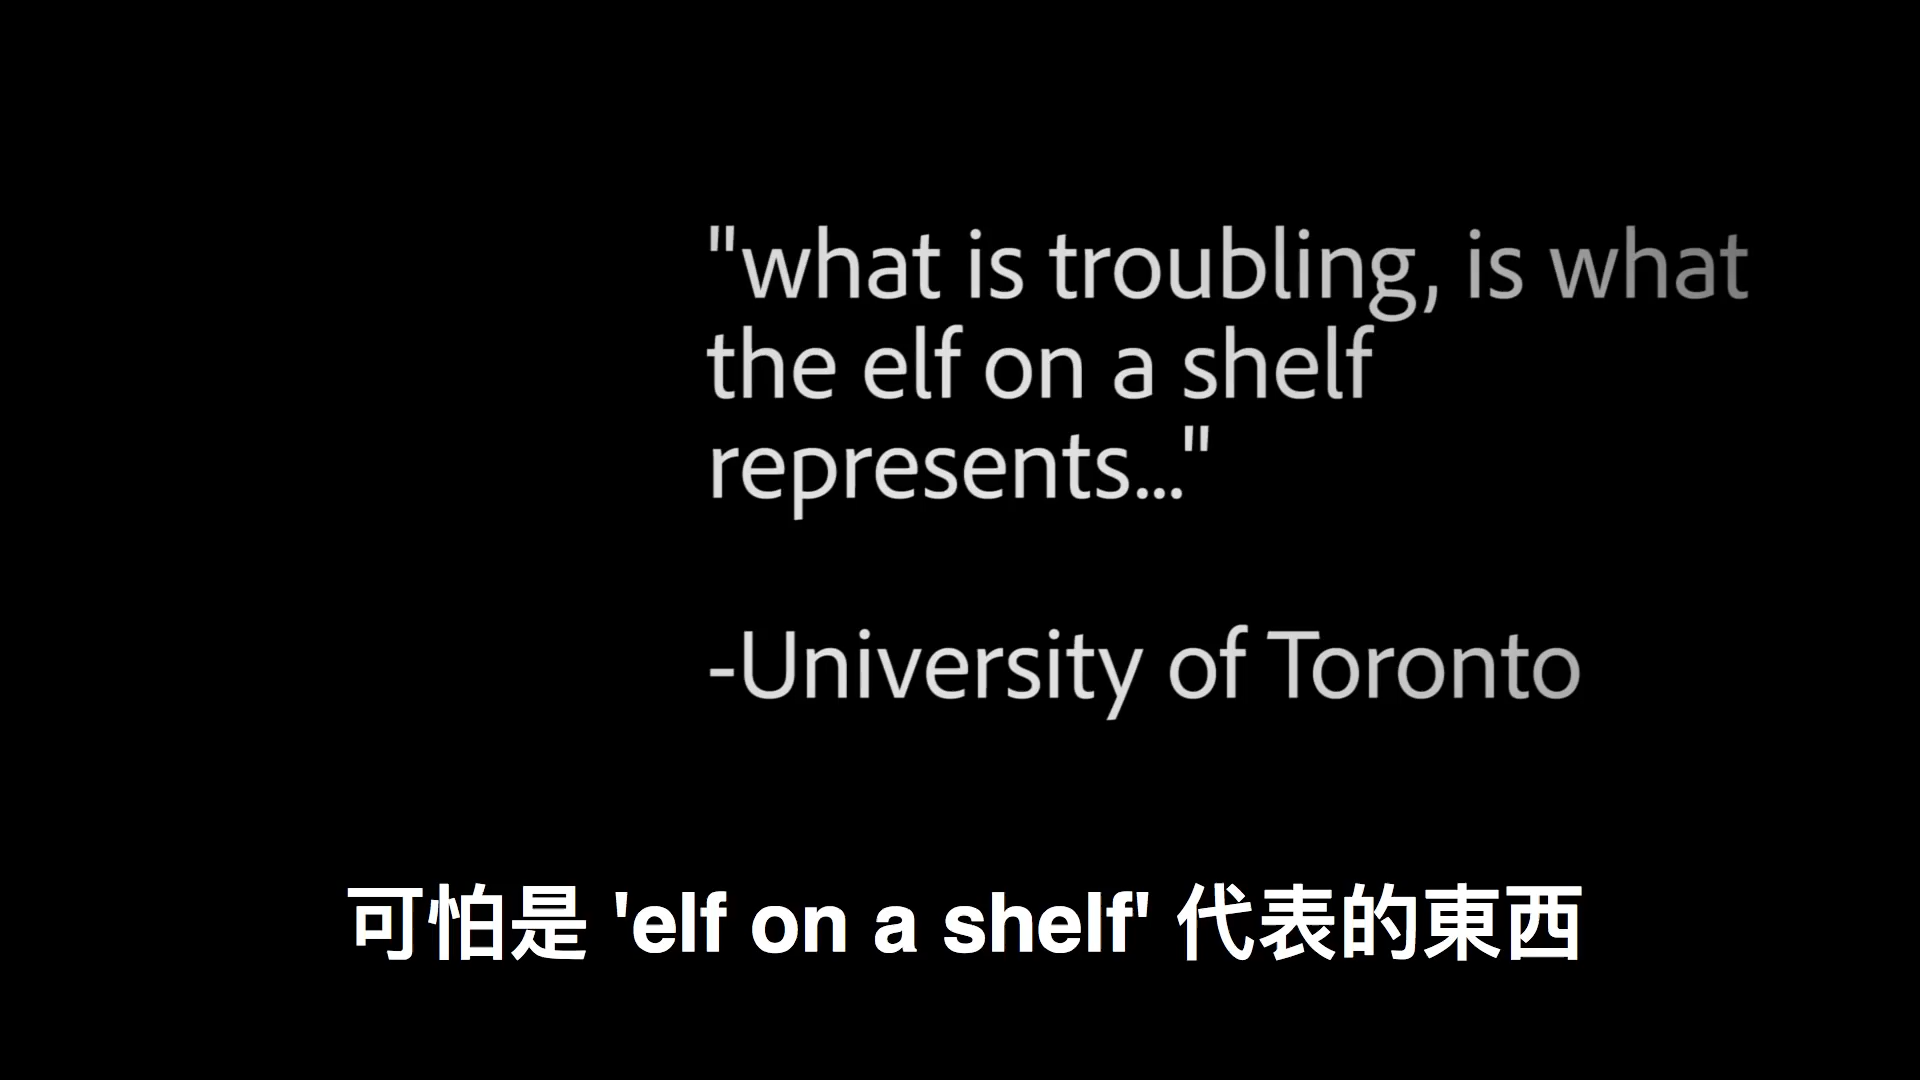 "what is troubling, is what
the elf on a shelf
represents..."
-University of Toronto
可怕是 'elf on a shelf' 代表的東西